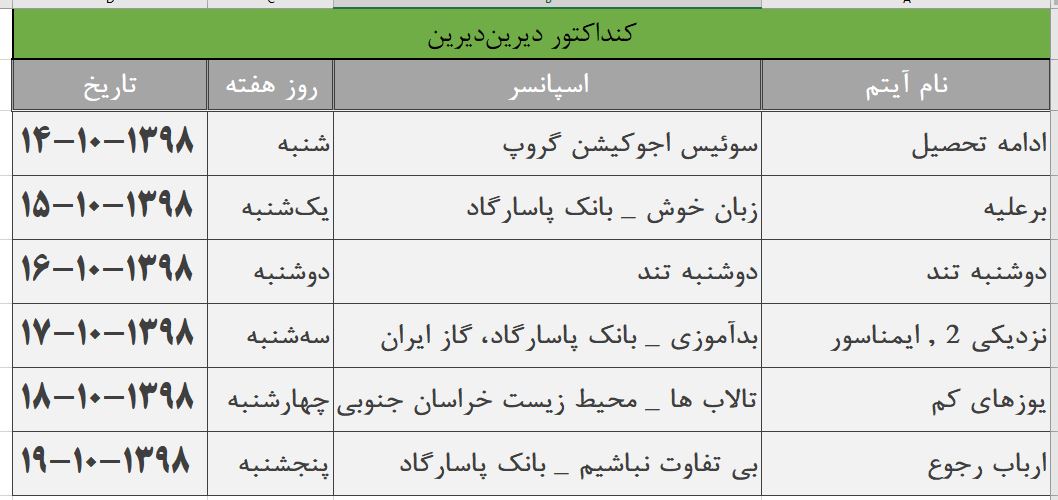 کنداکتور دیرین‌دیرین
نام آیتم اسپانسر روز هفته تاریخ
ادامه تحصیل سوئیس اجوکیشن گروپ شنبه ۱۴-۱۰-۱۳۹۸
برعلیه زبان خوش _ بانک پاسارگاد یک‌شنبه ۱۵-۱۰-۱۳۹۸
دوشنبه تند دوشنبه تند دوشنبه ۱۶-۱۰-۱۳۹۸
نزدیکی 2 , ایمناسور بدآموزی _ بانک پاسارگاد، گاز ایران سه‌شنبه ۱۷-۱۰-۱۳۹۸
یوزهای کم تالاب ها _ محیط زیست خراسان جنوبی چهارشنبه ۱۸-۱۰-۱۳۹۸
ارباب رجوع بی تفاوت نباشیم _ بانک پاسارگاد پنجشنبه ۱۹-۱۰-۱۳۹۸